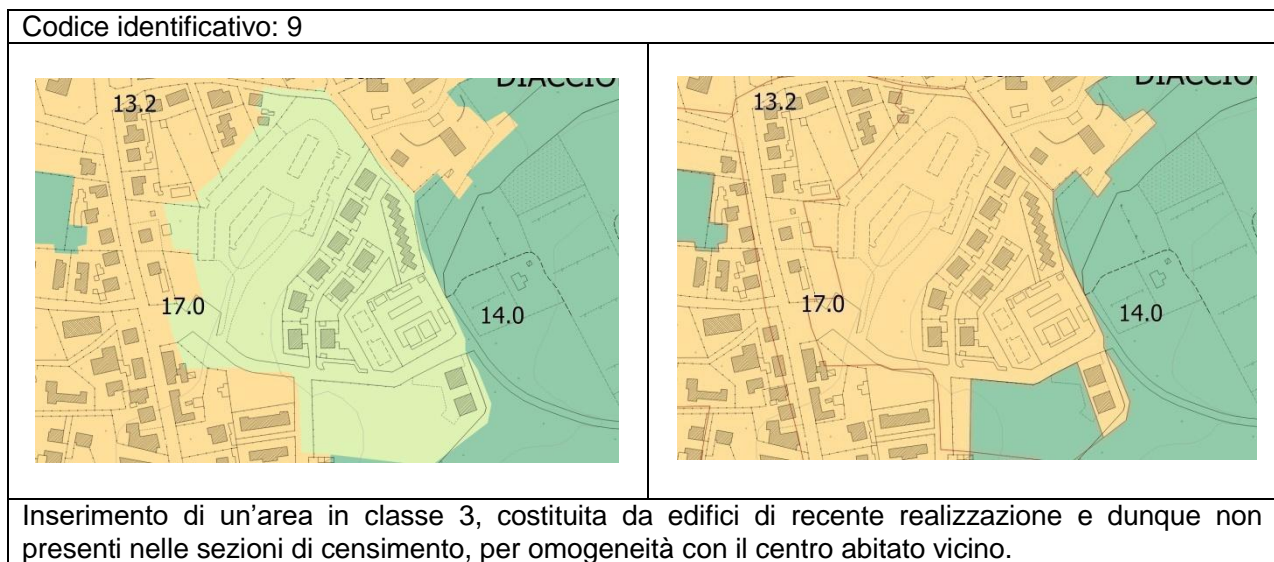 Codice identificativo: 9
DIACCIO
13.2
17.0
14.0
DIACCIO
13.2
17.0
14.0
Inserimento di un'area in classe 3, costituita da edifici di recente realizzazione e dunque non
presenti nelle sezioni di censimento, per omogeneità con il centro abitato vicino.